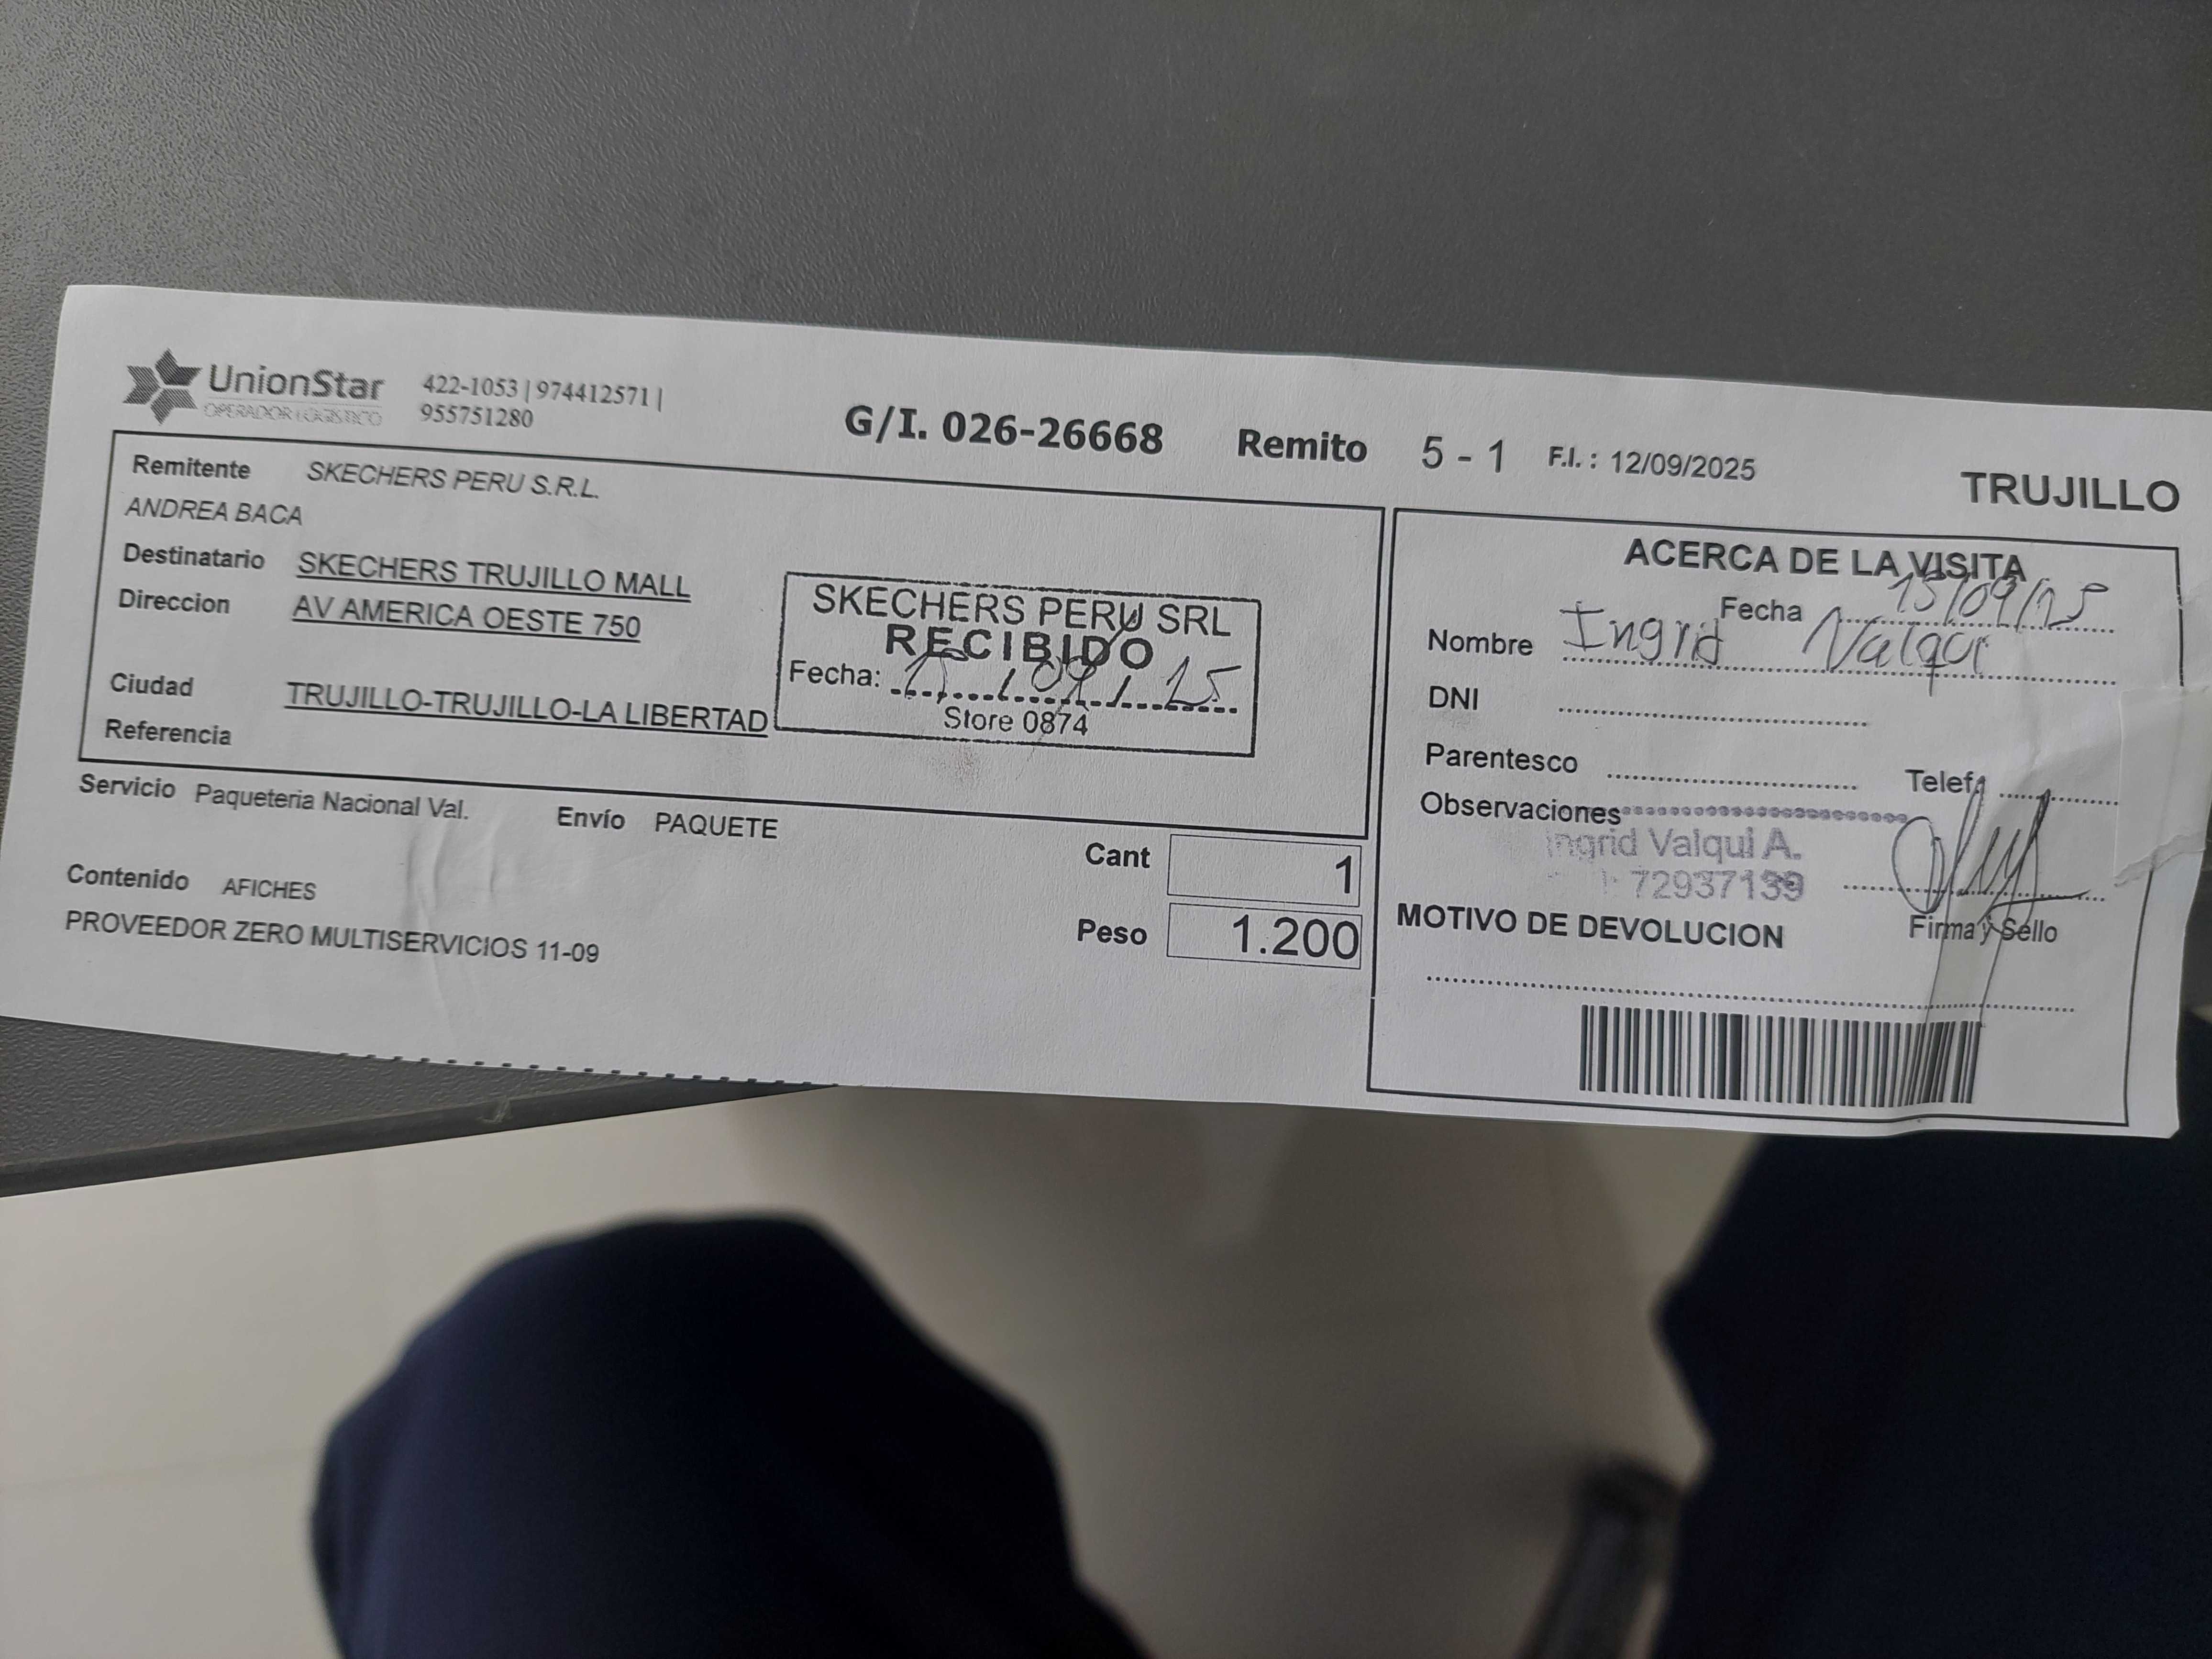 UnionStar
OPERADOR LOGISTICO
422-1053 | 974412571 |
955751280
G/I. 026-26668 Remito 5 - 1 F.I. : 12/09/2025
TRUJILLO
Remitente SKECHERS PERU S.R.L.
ANDREA BACA
Destinatario SKECHERS TRUJILLO MALL
Direccion AV AMERICA OESTE 750
Ciudad TRUJILLO-TRUJILLO-LA LIBERTAD
Referencia
SKECHERS PERU SRL
RECIBIDO
Fecha: 15 / 09 / 25
Store 0874
Servicio Paqueteria Nacional Val. Envío PAQUETE
Cant 1
Contenido AFICHES
Peso 1.200
PROVEEDOR ZERO MULTISERVICIOS 11-09
ACERCA DE LA VISITA
Fecha 15/09/25
Nombre Ingrid Valqui
DNI
Parentesco Telef.
Observaciones
Ingrid Valqui A.
72937139
Firma y Sello
MOTIVO DE DEVOLUCION